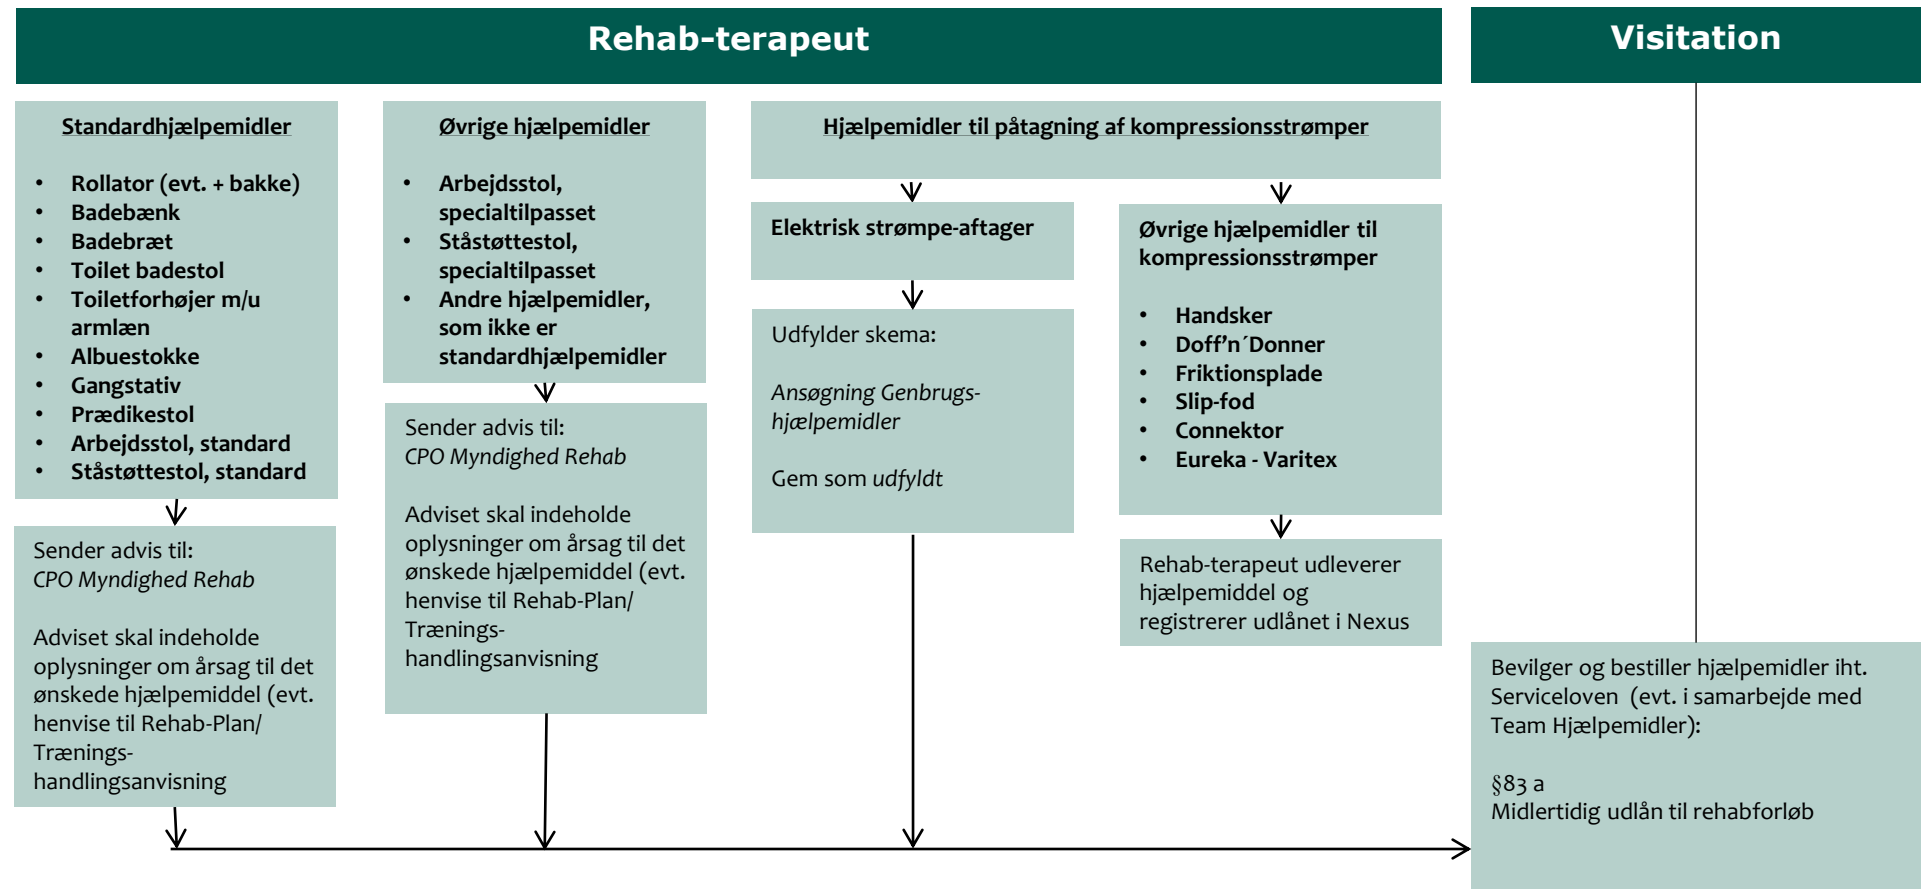 Rehab-terapeut
Visitation
Standardhjælpemidler
• Rollator (evt. + bakke)
• Badebænk
• Badebræt
• Toilet badestol
• Toiletforhøjer m/u
armlæn
• Albuestokke
• Gangstativ
• Prædikestol
• Arbejdsstol, standard
• Ståstøttestol, standard
Sender advis til:
CPO Myndighed Rehab
Adviset skal indeholde
oplysninger om årsag til det
ønskede hjælpemiddel (evt.
henvise til Rehab-Plan/
Trænings-
handlingsanvisning
Øvrige hjælpemidler
• Arbejdsstol,
specialtilpasset
• Ståstøttestol,
specialtilpasset
• Andre hjælpemidler,
som ikke er
standardhjælpemidler
Sender advis til:
CPO Myndighed Rehab
Adviset skal indeholde
oplysninger om årsag til det
ønskede hjælpemiddel (evt.
henvise til Rehab-Plan/
Trænings-
handlingsanvisning
Hjælpemidler til påtagning af kompressionsstrømper
Elektrisk strømpe-aftager
Udfylder skema:
Ansøgning Genbrugs-
hjælpemidler
Gem som udfyldt
Øvrige hjælpemidler til
kompressionsstrømper
• Handsker
• Doff’n´Donner
• Friktionsplade
• Slip-fod
• Connektor
• Eureka - Varitex
Rehab-terapeut udleverer
hjælpemiddel og
registrerer udlånet i Nexus
Bevilger og bestiller hjælpemidler iht.
Serviceloven (evt. i samarbejde med
Team Hjælpemidler):
§83 a
Midlertidig udlån til rehabforløb